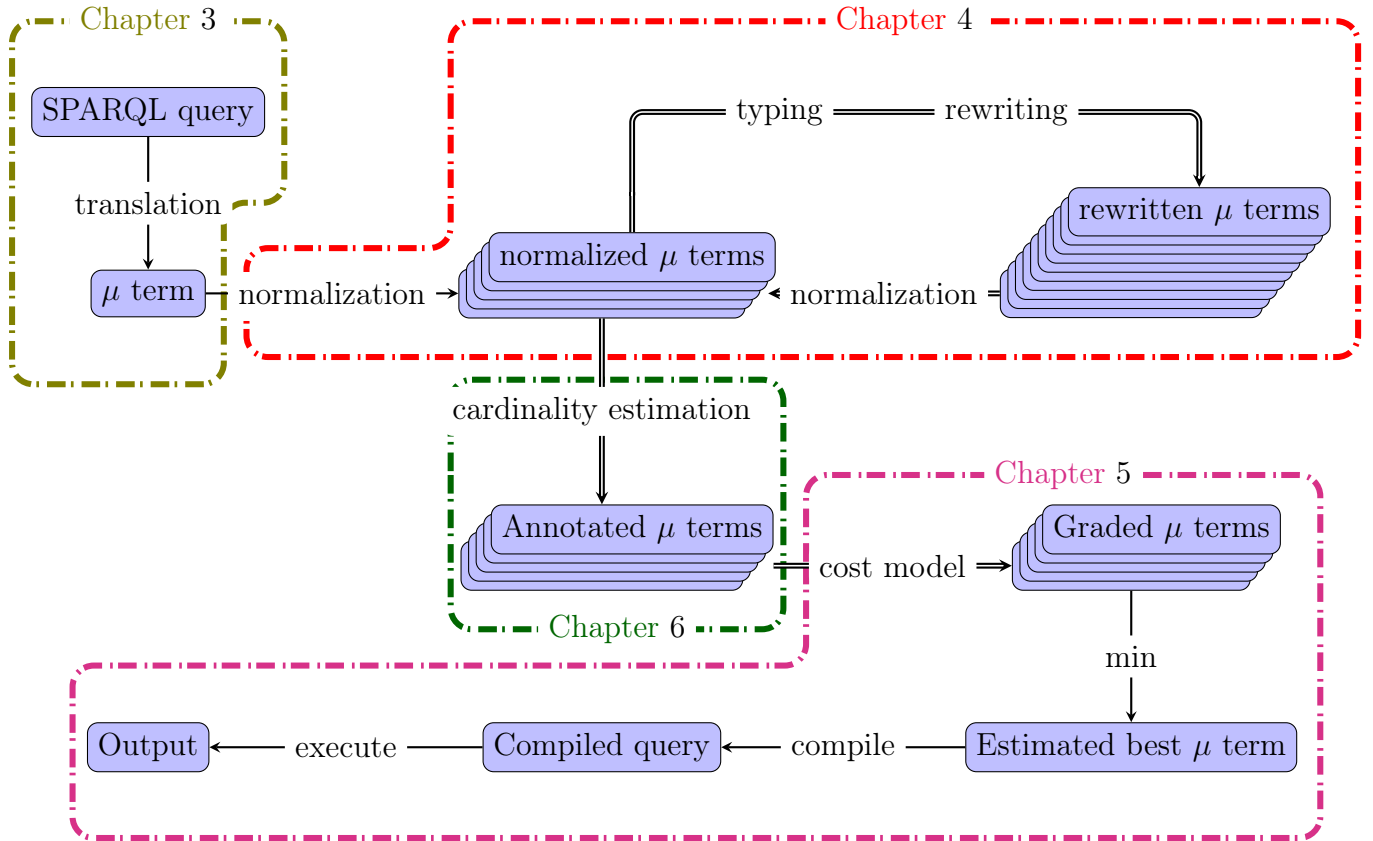 Chapter 3
Chapter 4
SPARQL query
typing
rewriting
translation
rewritten μ terms
normalized μ terms
μ term
normalization
normalization
cardinality estimation
Chapter 5
Annotated μ terms
Graded μ terms
cost model
Chapter 6
min
Output
execute
Compiled query
compile
Estimated best μ term